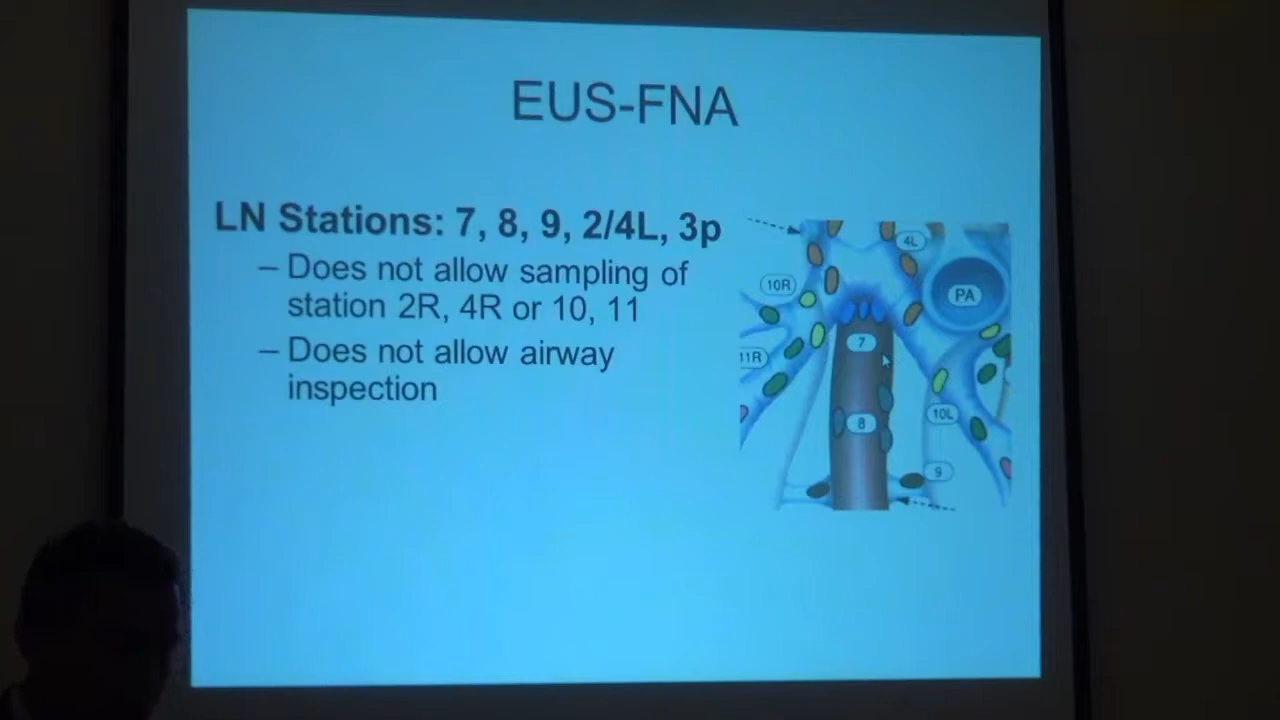 EUS-FNA
LN Stations: 7, 8, 9, 2/4L, 3p
– Does not allow sampling of
station 2R, 4R or 10, 11
– Does not allow airway
inspection
4L
10R
PA
7
11R
10L
8
9